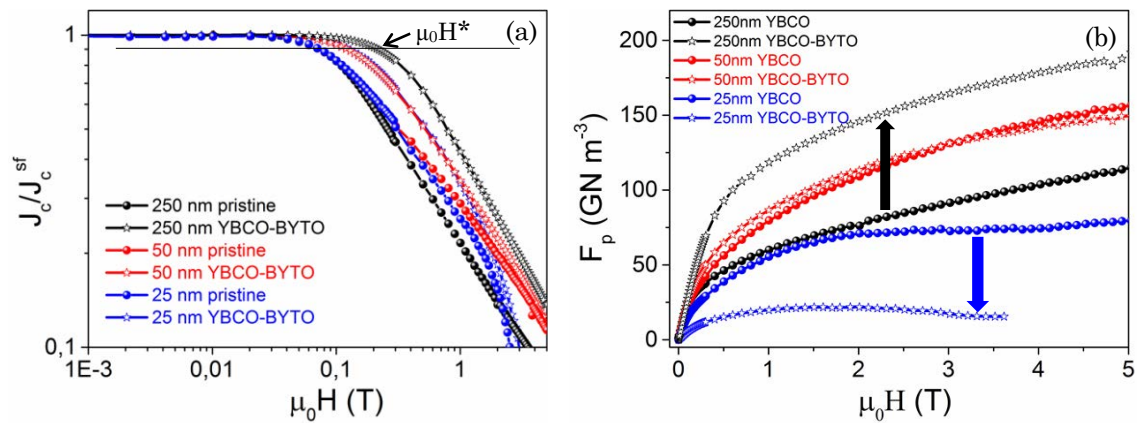 (a)
μ₀H*
1
0,1
J_c/J_c^sf
250 nm pristine
250 nm YBCO-BYTO
50 nm pristine
50 nm YBCO-BYTO
25 nm pristine
25 nm YBCO-BYTO
1E-3 0,01 0,1 1
μ₀H (T)
(b)
250nm YBCO
250nm YBCO-BYTO
50nm YBCO
50nm YBCO-BYTO
25nm YBCO
25nm YBCO-BYTO
200
150
100
50
0
F_p (GN m⁻³)
0 1 2 3 4 5
μ₀H (T)